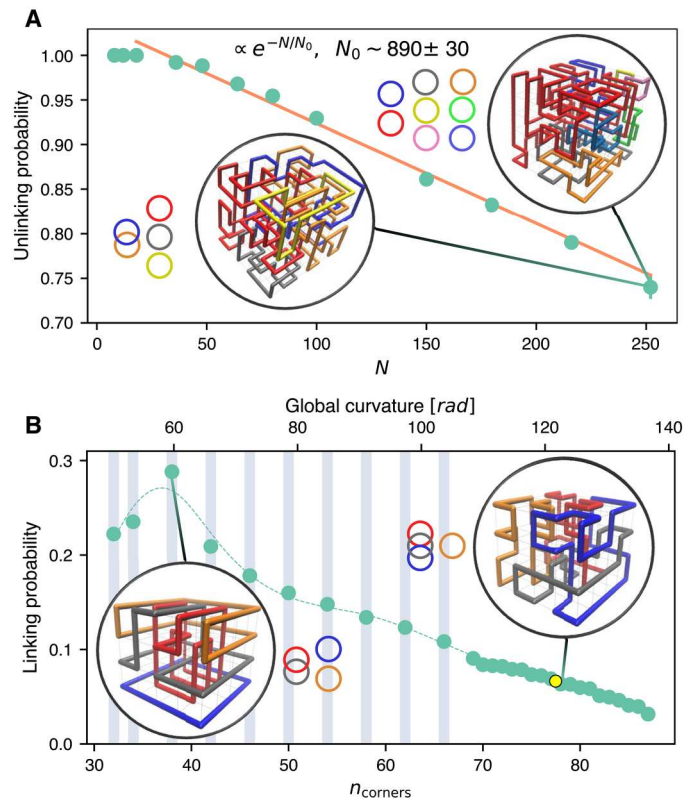 A
∝ e^{-N/N₀}, N₀ ~ 890 ± 30
Unlinking probability
1.00
0.95
0.90
0.85
0.80
0.75
0.70
0 50 100 150 200 250
N
B
Global curvature [rad]
60 80 100 120 140
Linking probability
0.3
0.2
0.1
0.0
30 40 50 60 70 80
n_corners